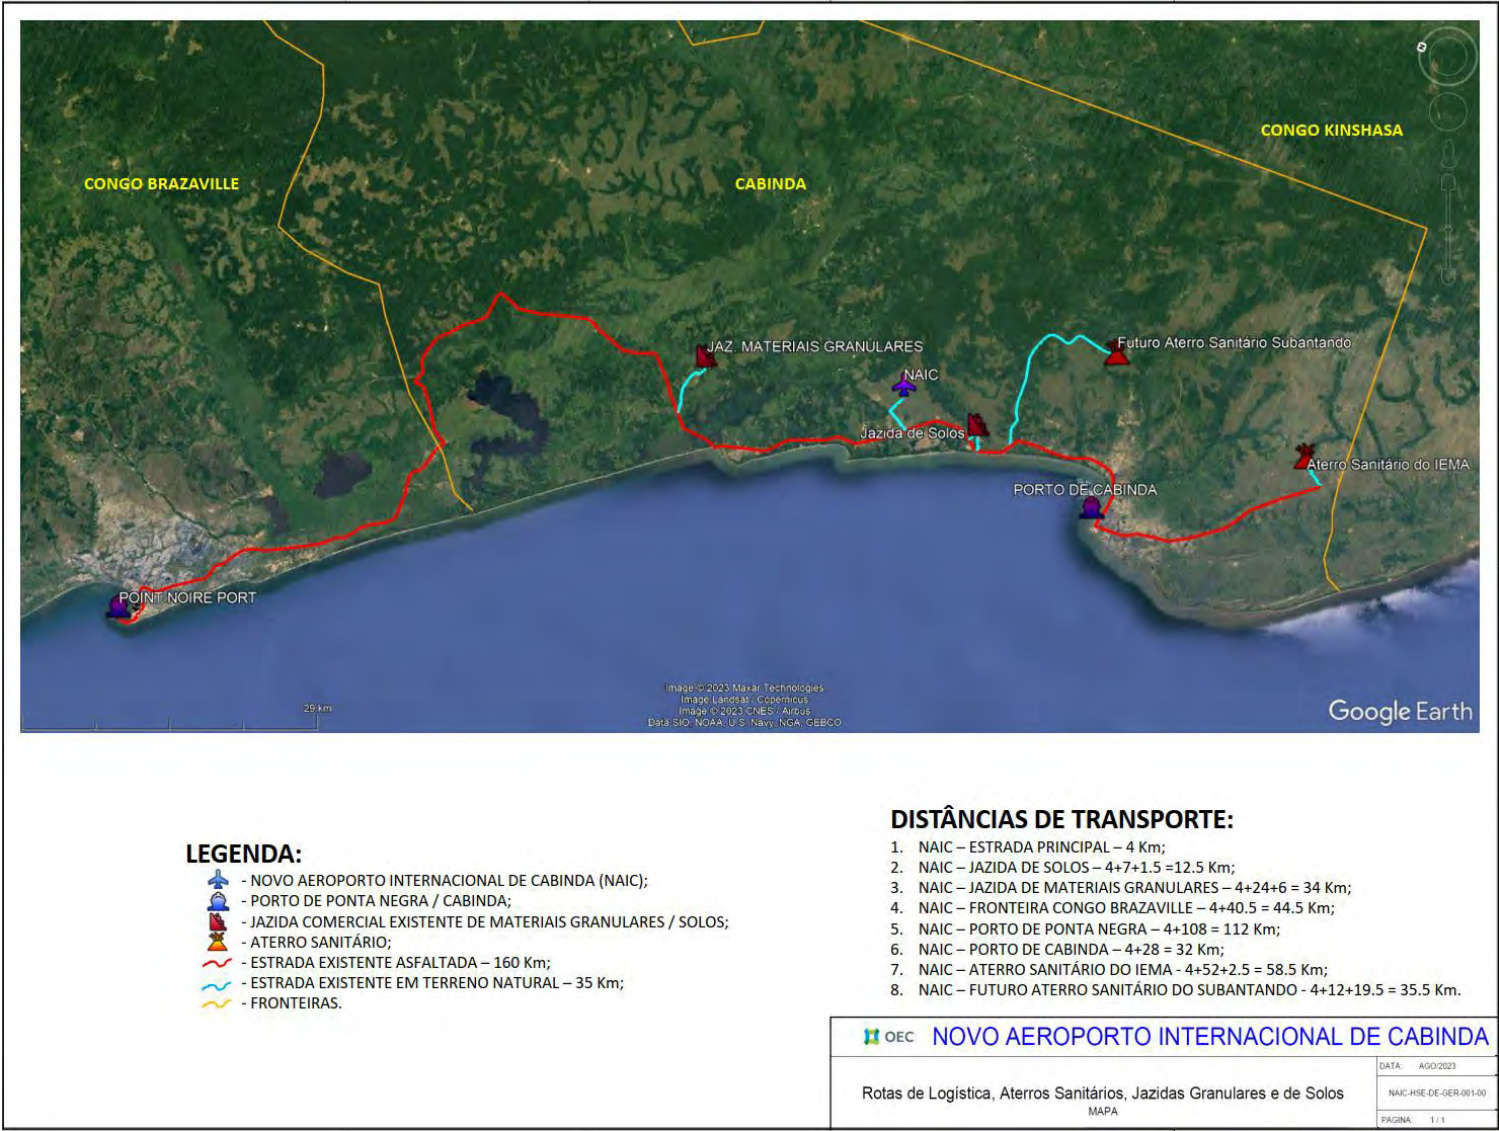 CONGO KINSHASA
CONGO BRAZAVILLE
CABINDA
JAZ. MATERIAIS GRANULARES
Futuro Aterro Sanitário Subantando
NAIC
Jazida de Solos
Aterro Sanitário do IEMA
PORTO DE CABINDA
POINT NOIRE PORT
29 km
Image © 2023 Maxar Technologies
Image Landsat / Copernicus
Image © 2023 CNES / Airbus
Data SIO, NOAA, U.S. Navy, NGA, GEBCO
Google Earth
LEGENDA:
- NOVO AEROPORTO INTERNACIONAL DE CABINDA (NAIC);
- PORTO DE PONTA NEGRA / CABINDA;
- JAZIDA COMERCIAL EXISTENTE DE MATERIAIS GRANULARES / SOLOS;
- ATERRO SANITÁRIO;
- ESTRADA EXISTENTE ASFALTADA – 160 Km;
- ESTRADA EXISTENTE EM TERRENO NATURAL – 35 Km;
- FRONTEIRAS.
DISTÂNCIAS DE TRANSPORTE:
1. NAIC – ESTRADA PRINCIPAL – 4 Km;
2. NAIC – JAZIDA DE SOLOS – 4+7+1.5 =12.5 Km;
3. NAIC – JAZIDA DE MATERIAIS GRANULARES – 4+24+6 = 34 Km;
4. NAIC – FRONTEIRA CONGO BRAZAVILLE – 4+40.5 = 44.5 Km;
5. NAIC – PORTO DE PONTA NEGRA – 4+108 = 112 Km;
6. NAIC – PORTO DE CABINDA – 4+28 = 32 Km;
7. NAIC – ATERRO SANITÁRIO DO IEMA - 4+52+2.5 = 58.5 Km;
8. NAIC – FUTURO ATERRO SANITÁRIO DO SUBANTANDO - 4+12+19.5 = 35.5 Km.
OEC NOVO AEROPORTO INTERNACIONAL DE CABINDA
DATA: AGO/2023
Rotas de Logística, Aterros Sanitários, Jazidas Granulares e de Solos
MAPA
NAIC-HSE-DE-GER-001-00
PÁGINA: 1 / 1